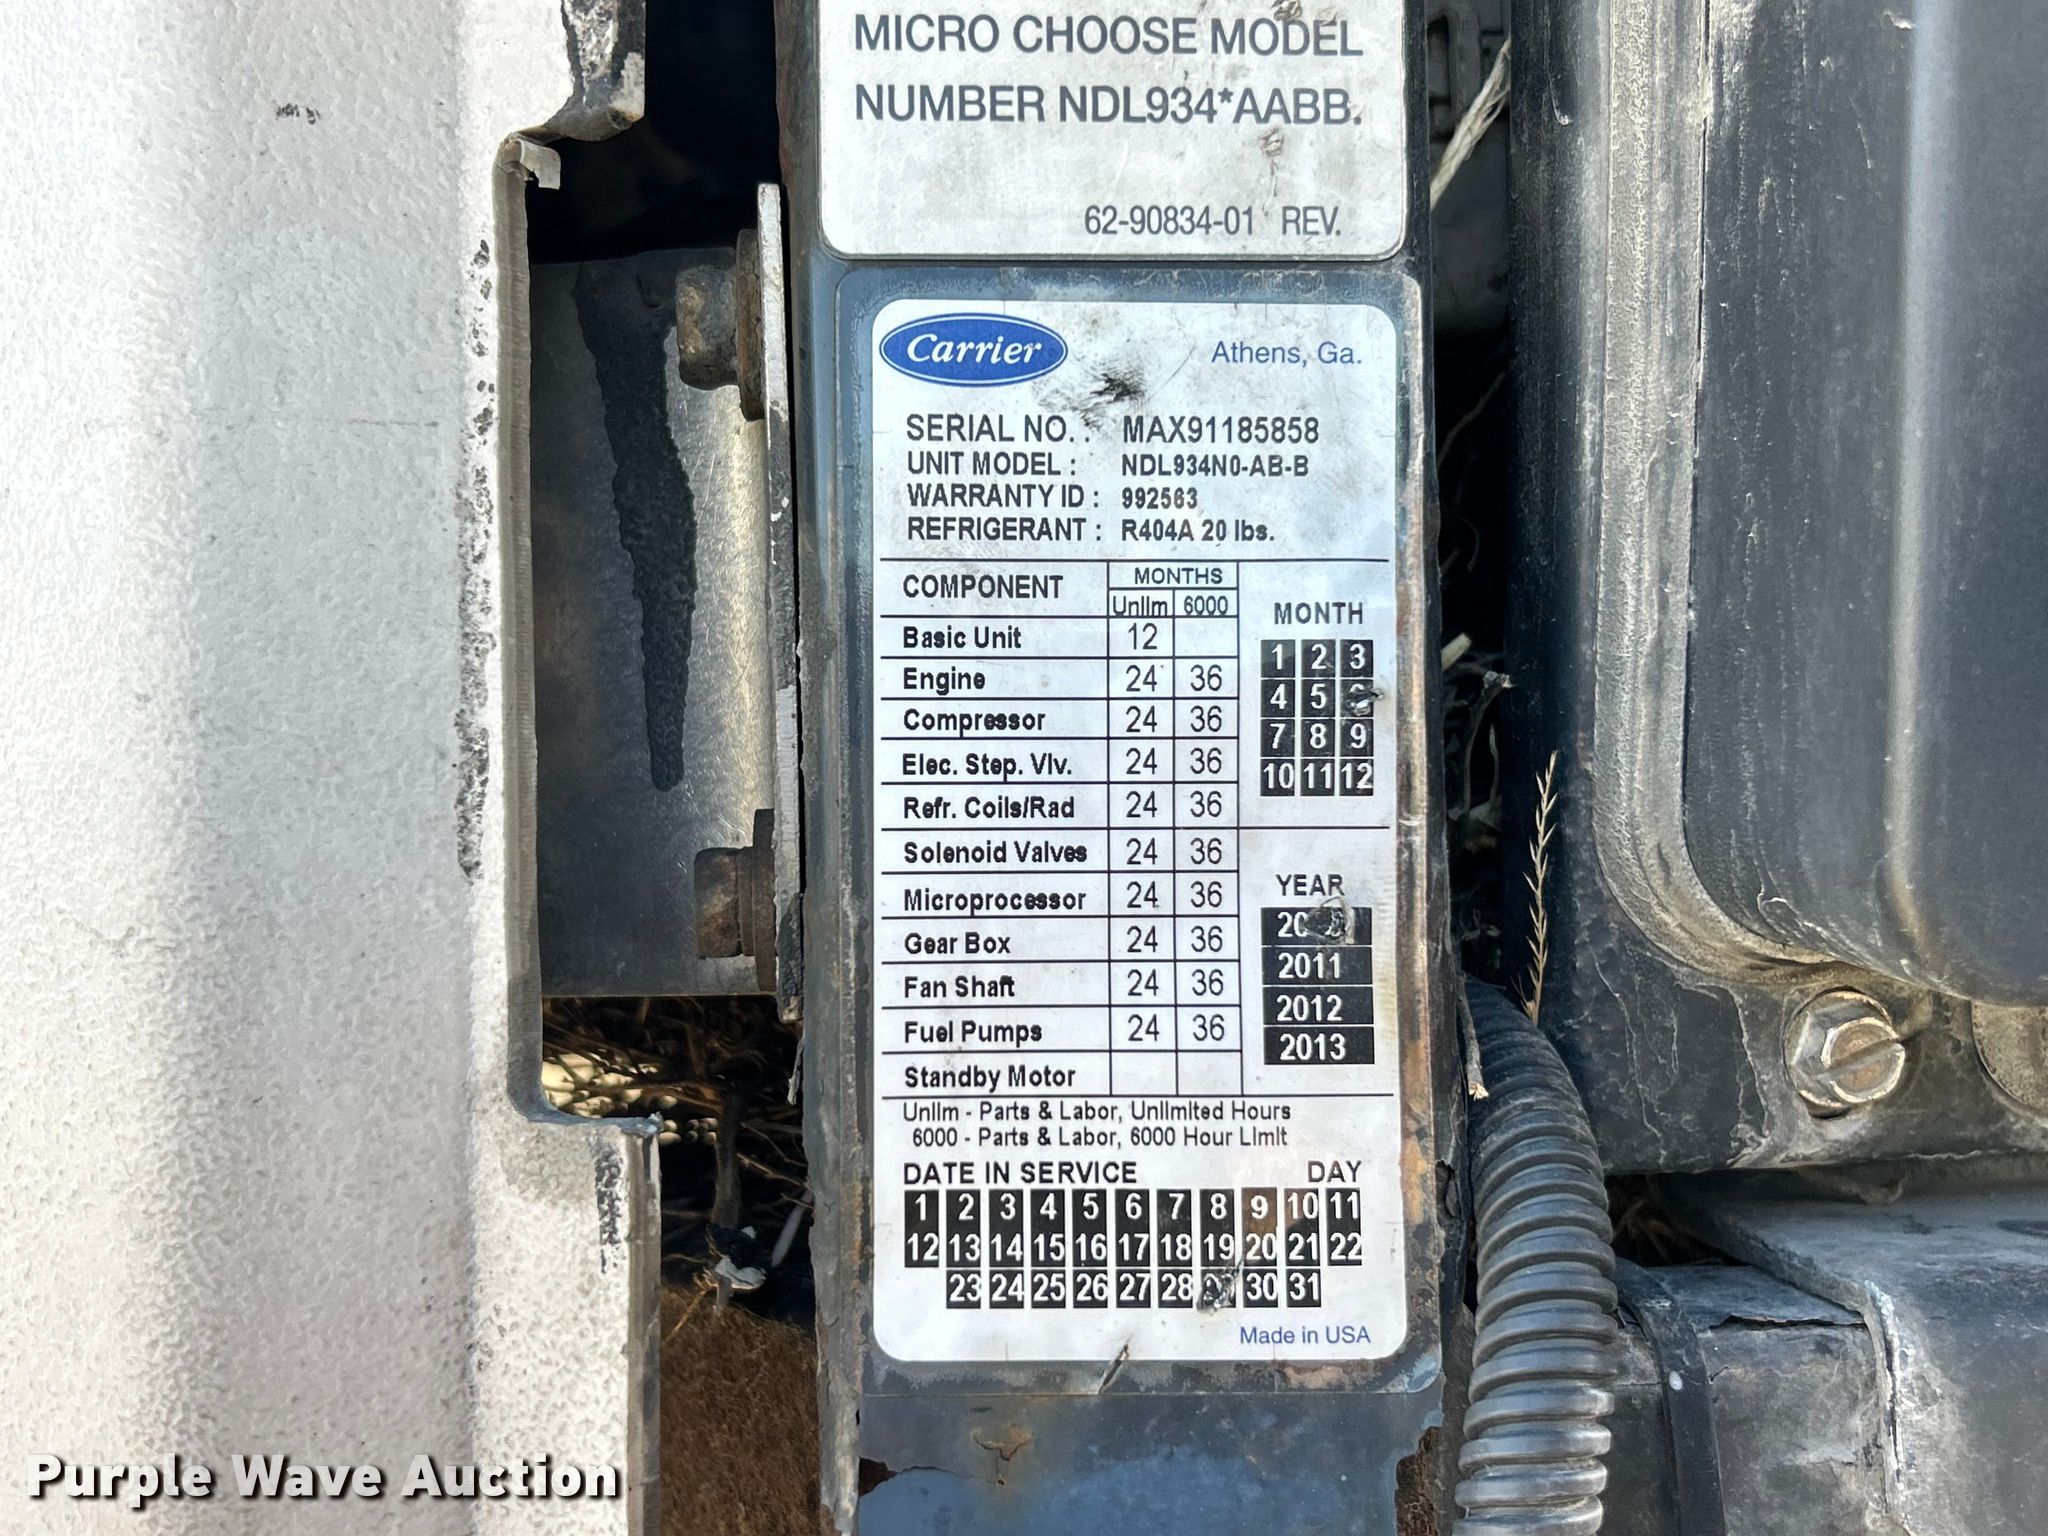 MICRO CHOOSE MODEL
NUMBER NDL934*AABB.
62-90834-01 REV.
Carrier
Athens, Ga.
SERIAL NO. : MAX91185858
UNIT MODEL : NDL934N0-AB-B
WARRANTY ID : 992563
REFRIGERANT : R404A 20 lbs.
COMPONENT
MONTHS
Unlim 6000
Basic Unit 12
Engine 24 36
Compressor 24 36
Elec. Step. Vlv. 24 36
Refr. Coils/Rad 24 36
Solenoid Valves 24 36
Microprocessor 24 36
Gear Box 24 36
Fan Shaft 24 36
Fuel Pumps 24 36
Standby Motor
MONTH
1 2 3
4 5
7 8 9
10 11 12
YEAR
2011
2012
2013
Unlim - Parts & Labor, Unlimited Hours
6000 - Parts & Labor, 6000 Hour Limit
DATE IN SERVICE DAY
1 2 3 4 5 6 7 8 9 10 11
12 13 14 15 16 17 18 19 20 21 22
23 24 25 26 27 28 30 31
Made in USA
Purple Wave Auction